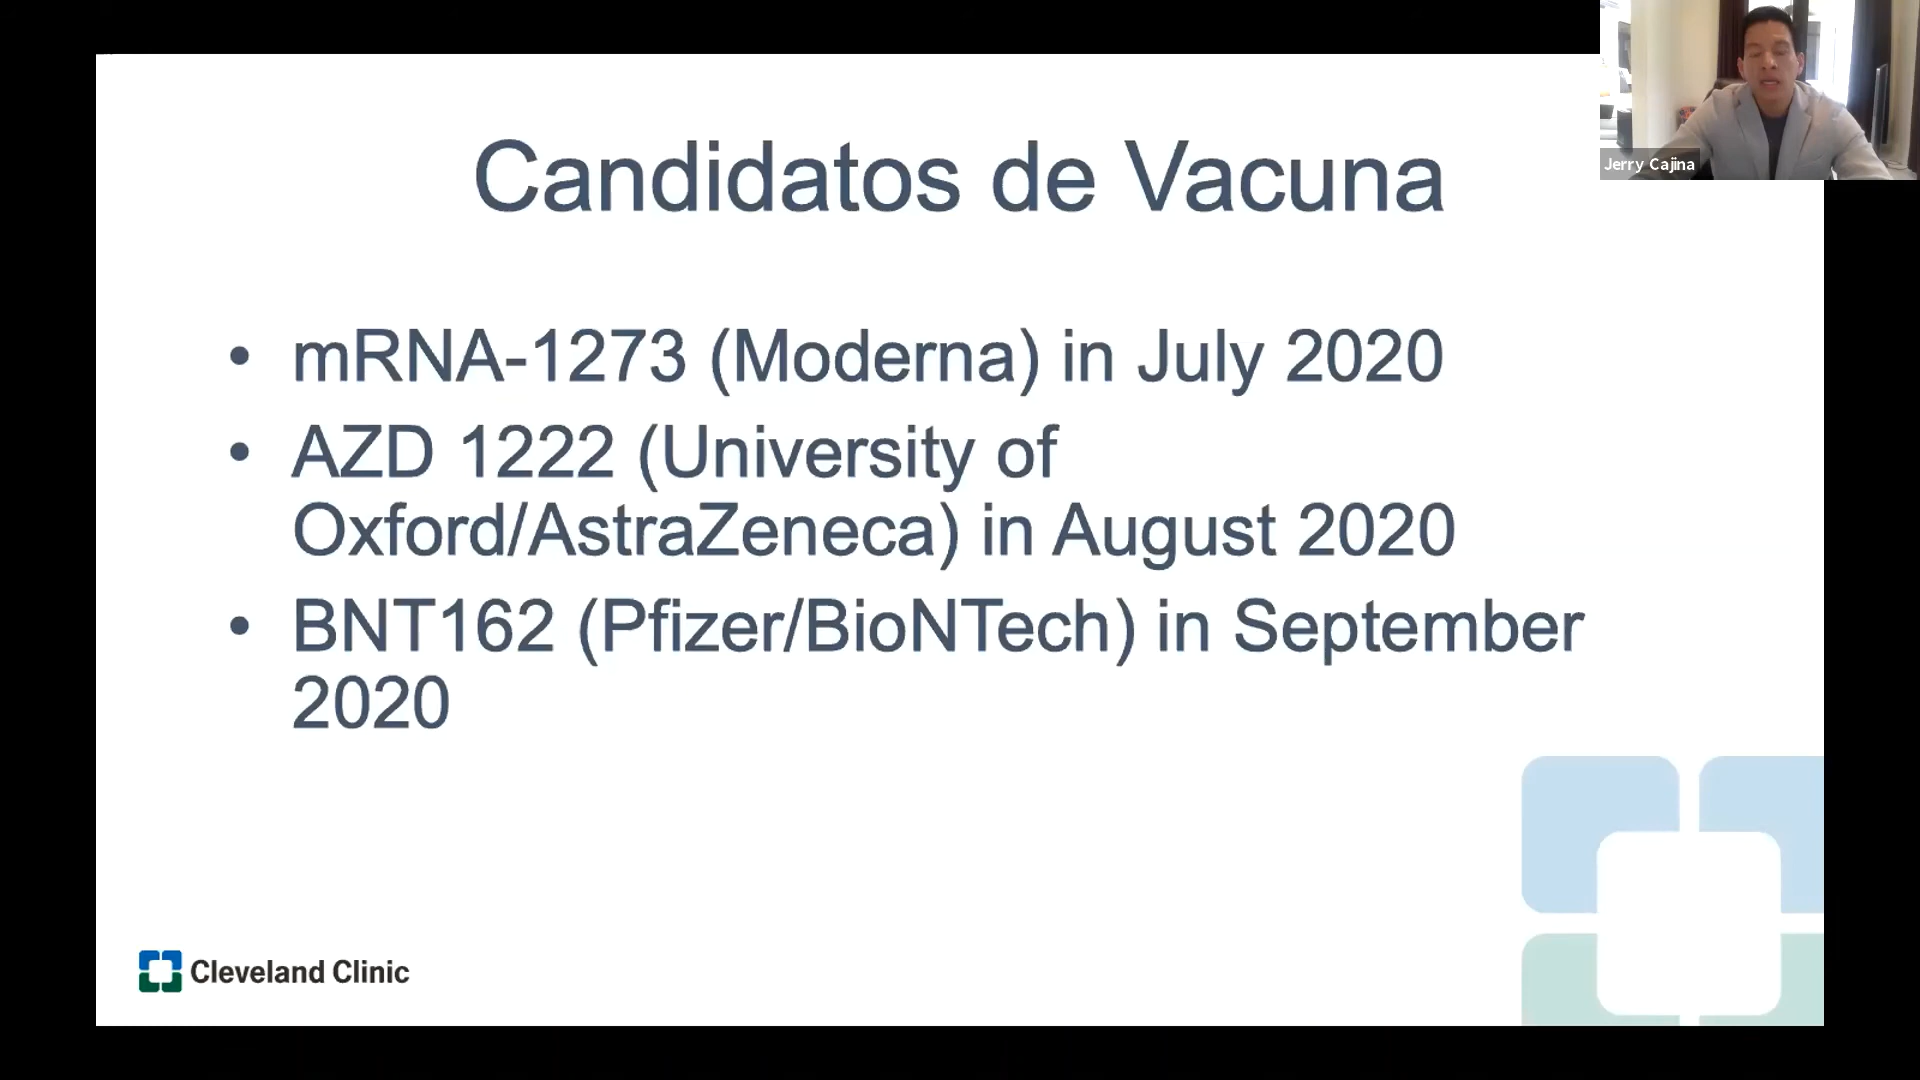 Candidatos de Vacuna
Jerry Cajina
• mRNA-1273 (Moderna) in July 2020
• AZD 1222 (University of
Oxford/AstraZeneca) in August 2020
• BNT162 (Pfizer/BioNTech) in September
2020
Cleveland Clinic